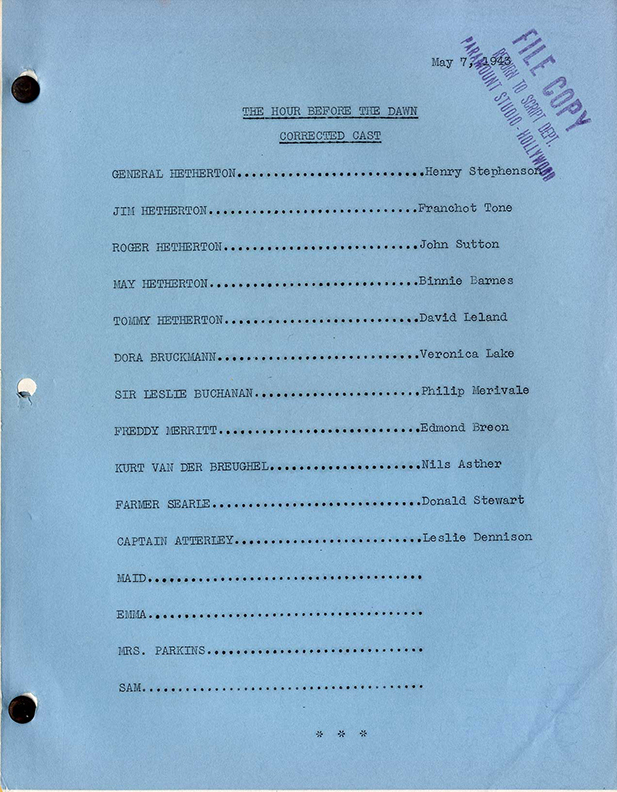 May 7, 1943
FILE COPY
RETURN TO SCRIPT DEPT.
PARAMOUNT STUDIO-HOLLYWOOD
THE HOUR BEFORE THE DAWN
CORRECTED CAST
GENERAL HETHERTON..........................Henry Stephenson
JIM HETHERTON.............................Franchot Tone
ROGER HETHERTON...........................John Sutton
MAY HETHERTON.............................Binnie Barnes
TOMMY HETHERTON...........................David Leland
DORA BRUCKMANN............................Veronica Lake
SIR LESLIE BUCHANAN.......................Philip Merivale
FREDDY MERRITT............................Edmond Breon
KURT VAN DER BREUGHEL.....................Nils Asther
FARMER SEARLE.............................Donald Stewart
CAPTAIN ATTERLEY..........................Leslie Dennison
MAID......................................
EMMA......................................
MRS. PARKINS..............................
SAM.......................................
* * *